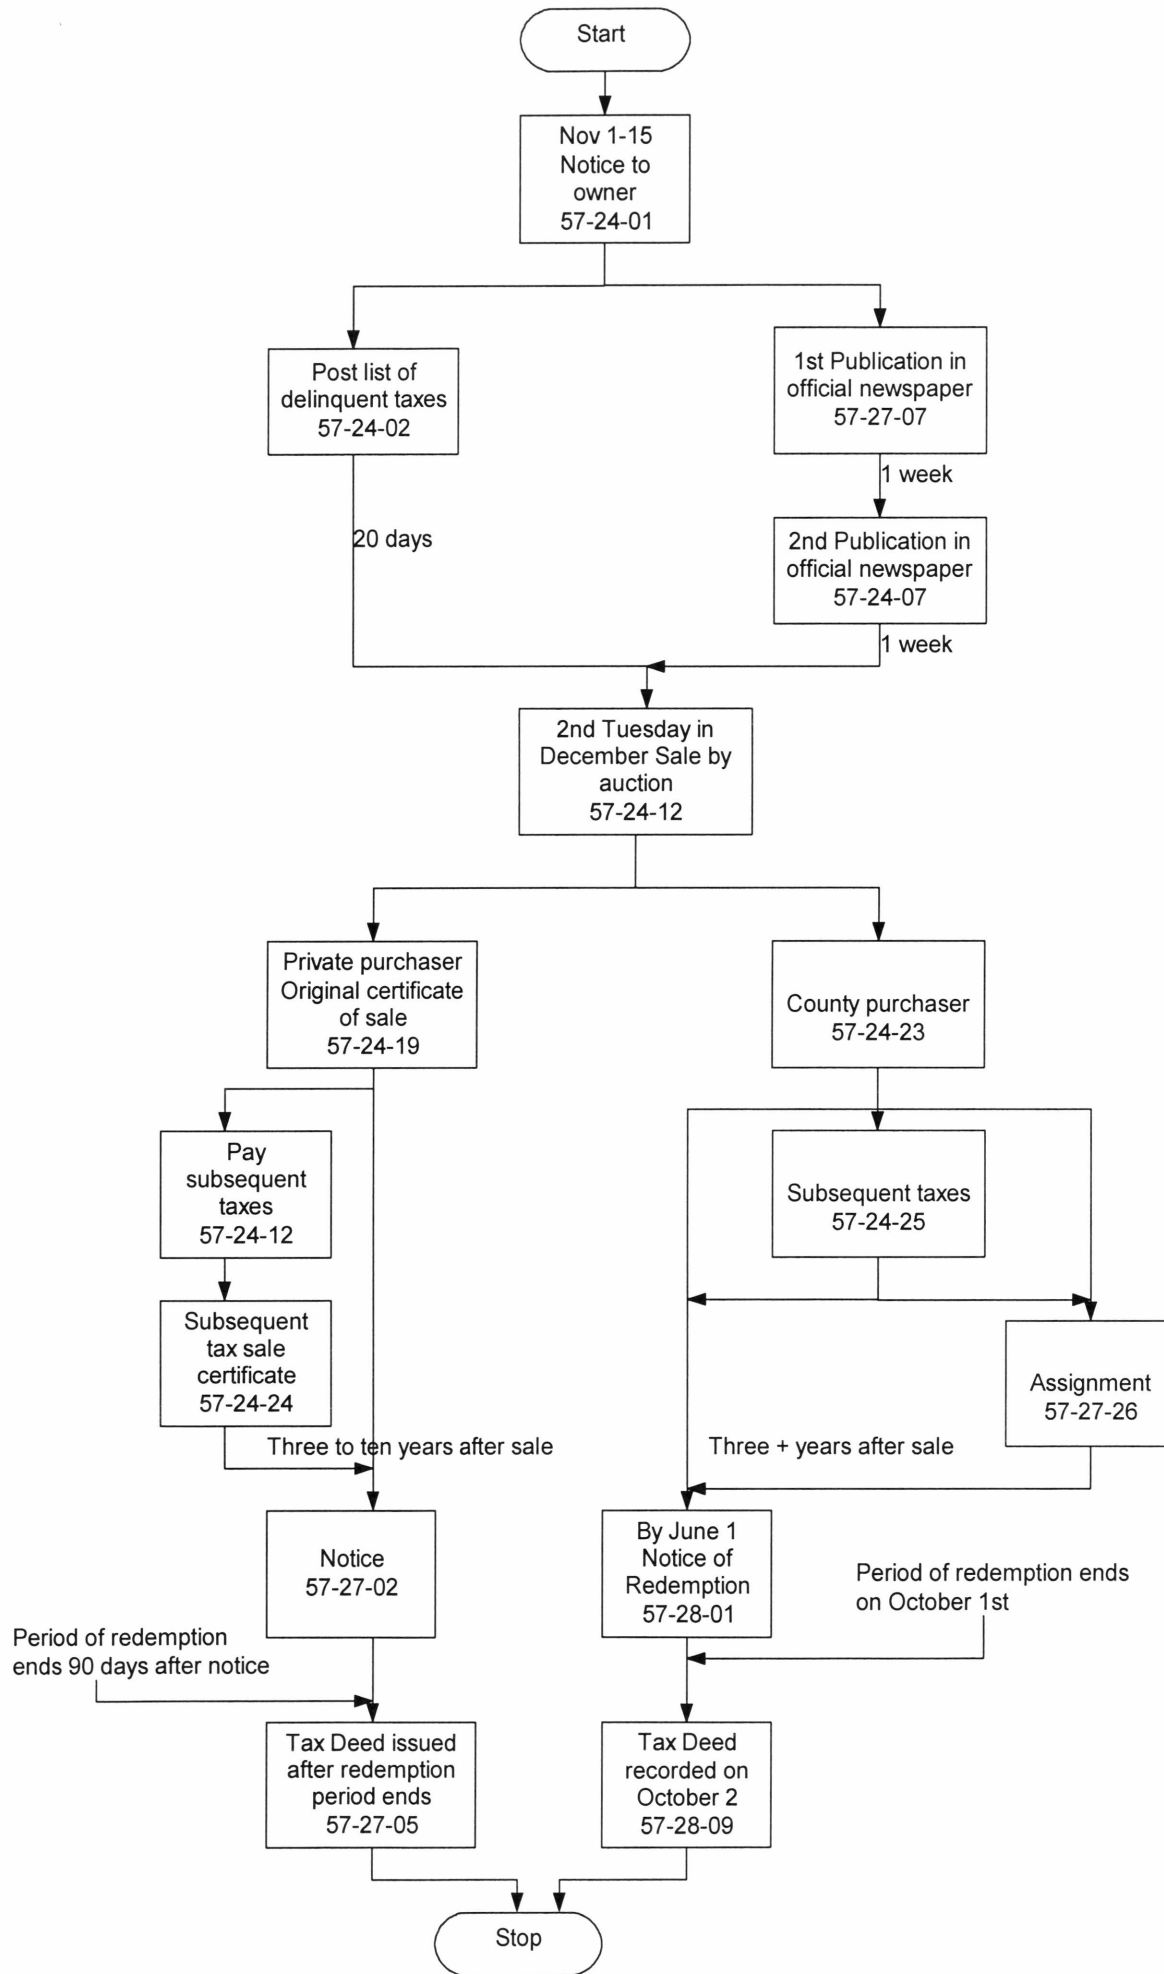 Start
Nov 1-15
Notice to
owner
57-24-01
Post list of
delinquent taxes
57-24-02
1st Publication in
official newspaper
57-27-07
1 week
20 days
2nd Publication in
official newspaper
57-24-07
1 week
2nd Tuesday in
December Sale by
auction
57-24-12
Private purchaser
Original certificate
of sale
57-24-19
County purchaser
57-24-23
Pay
subsequent
taxes
57-24-12
Subsequent taxes
57-24-25
Subsequent
tax sale
certificate
57-24-24
Assignment
57-27-26
Three to ten years after sale
Three + years after sale
Notice
57-27-02
By June 1
Notice of
Redemption
57-28-01
Period of redemption ends
on October 1st
Period of redemption
ends 90 days after notice
Tax Deed issued
after redemption
period ends
57-27-05
Tax Deed
recorded on
October 2
57-28-09
Stop